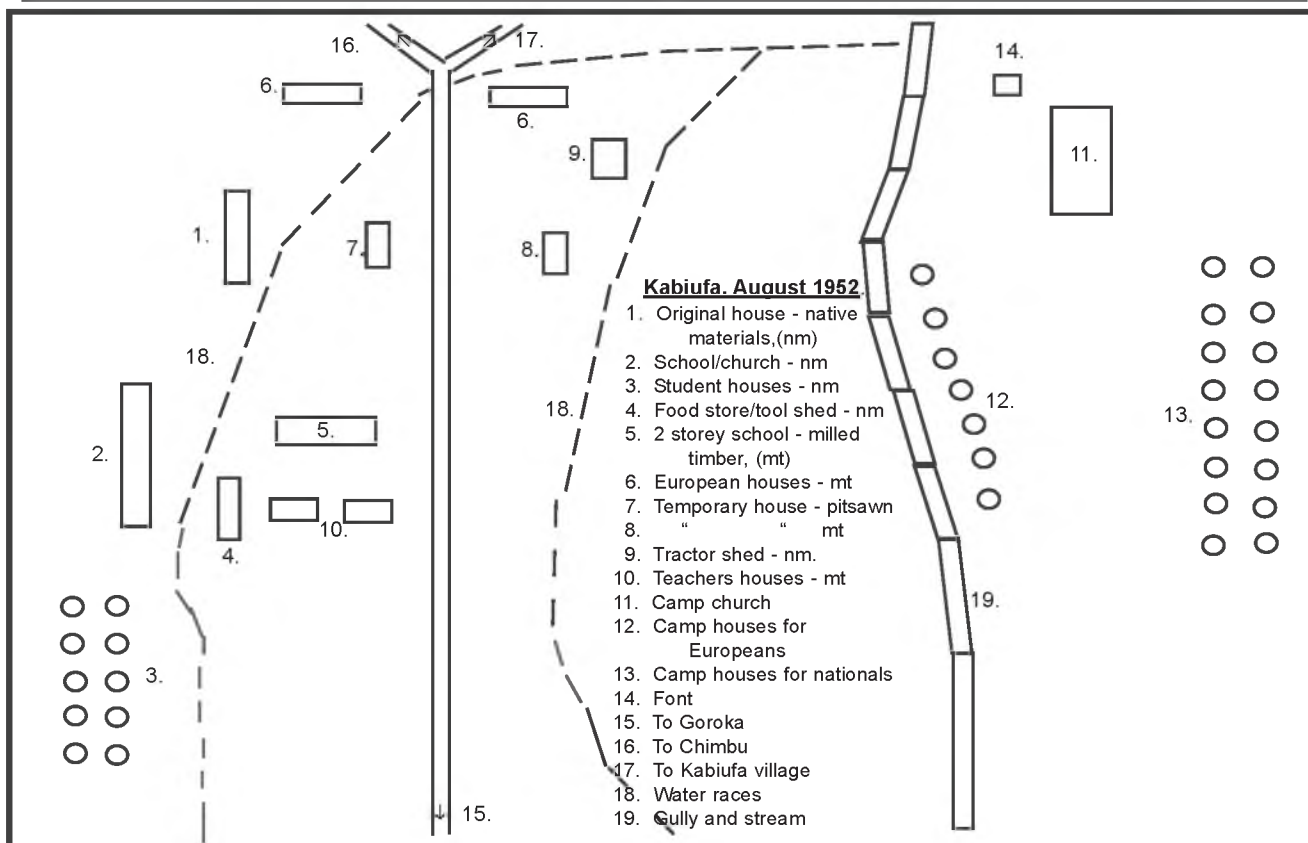 16.
17.
14.
6.
6.
9.
11.
1.
7.
8.
Kabiufa. August 1952.
1. Original house - native
materials,(nm)
2. School/church - nm
3. Student houses - nm
4. Food store/tool shed - nm
5. 2 storey school - milled
timber, (mt)
6. European houses - mt
7. Temporary house - pitsawn
8. “ “ mt
9. Tractor shed - nm.
10. Teachers houses - mt
11. Camp church
12. Camp houses for
Europeans
13. Camp houses for nationals
14. Font
15. To Goroka
16. To Chimbu
17. To Kabiufa village
18. Water races
19. Gully and stream
18.
18.
12.
13.
5.
2.
10.
4.
19.
3.
15.